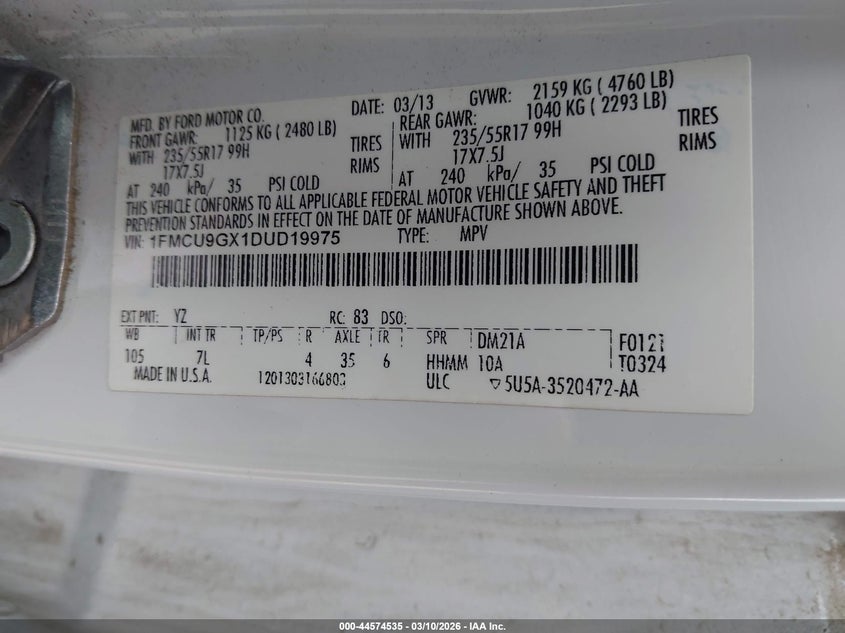 MFD. BY FORD MOTOR CO. DATE: 03/13 GVWR: 2159 KG ( 4760 LB)
FRONT GAWR: 1125 KG ( 2480 LB) REAR GAWR: 1040 KG ( 2293 LB)
WITH 235/55R17 99H TIRES WITH 235/55R17 99H TIRES
17X7.5J RIMS 17X7.5J RIMS
AT 240 kPa/ 35 PSI COLD AT 240 kPa/ 35 PSI COLD
THIS VEHICLE CONFORMS TO ALL APPLICABLE FEDERAL MOTOR VEHICLE SAFETY AND THEFT
PREVENTION STANDARDS IN EFFECT ON THE DATE OF MANUFACTURE SHOWN ABOVE.
VIN: 1FMCU9GX1DUD19975 TYPE: MPV
EXT PNT: YZ RC: 83 DSO:
WB INT TR TP/PS R AXLE TR SPR DM21A F0121
105 7L 4 35 6 HHMM 10A T0324
MADE IN U.S.A. 1201303166803 ULC ▽5U5A-3520472-AA
000-44574535 — 03/10/2026 — IAA Inc.